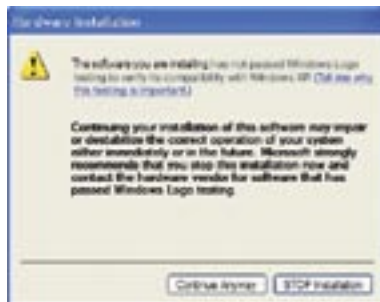 Hardware Installation
The software you are installing has not passed Windows Logo
testing to verify its compatibility with Windows XP. (Tell me why
this testing is important.)
Continuing your installation of this software may impair
or destabilize the correct operation of your system
either immediately or in the future. Microsoft strongly
recommends that you stop this installation now and
contact the hardware vendor for software that has
passed Windows Logo testing.
Continue Anyway
STOP Installation